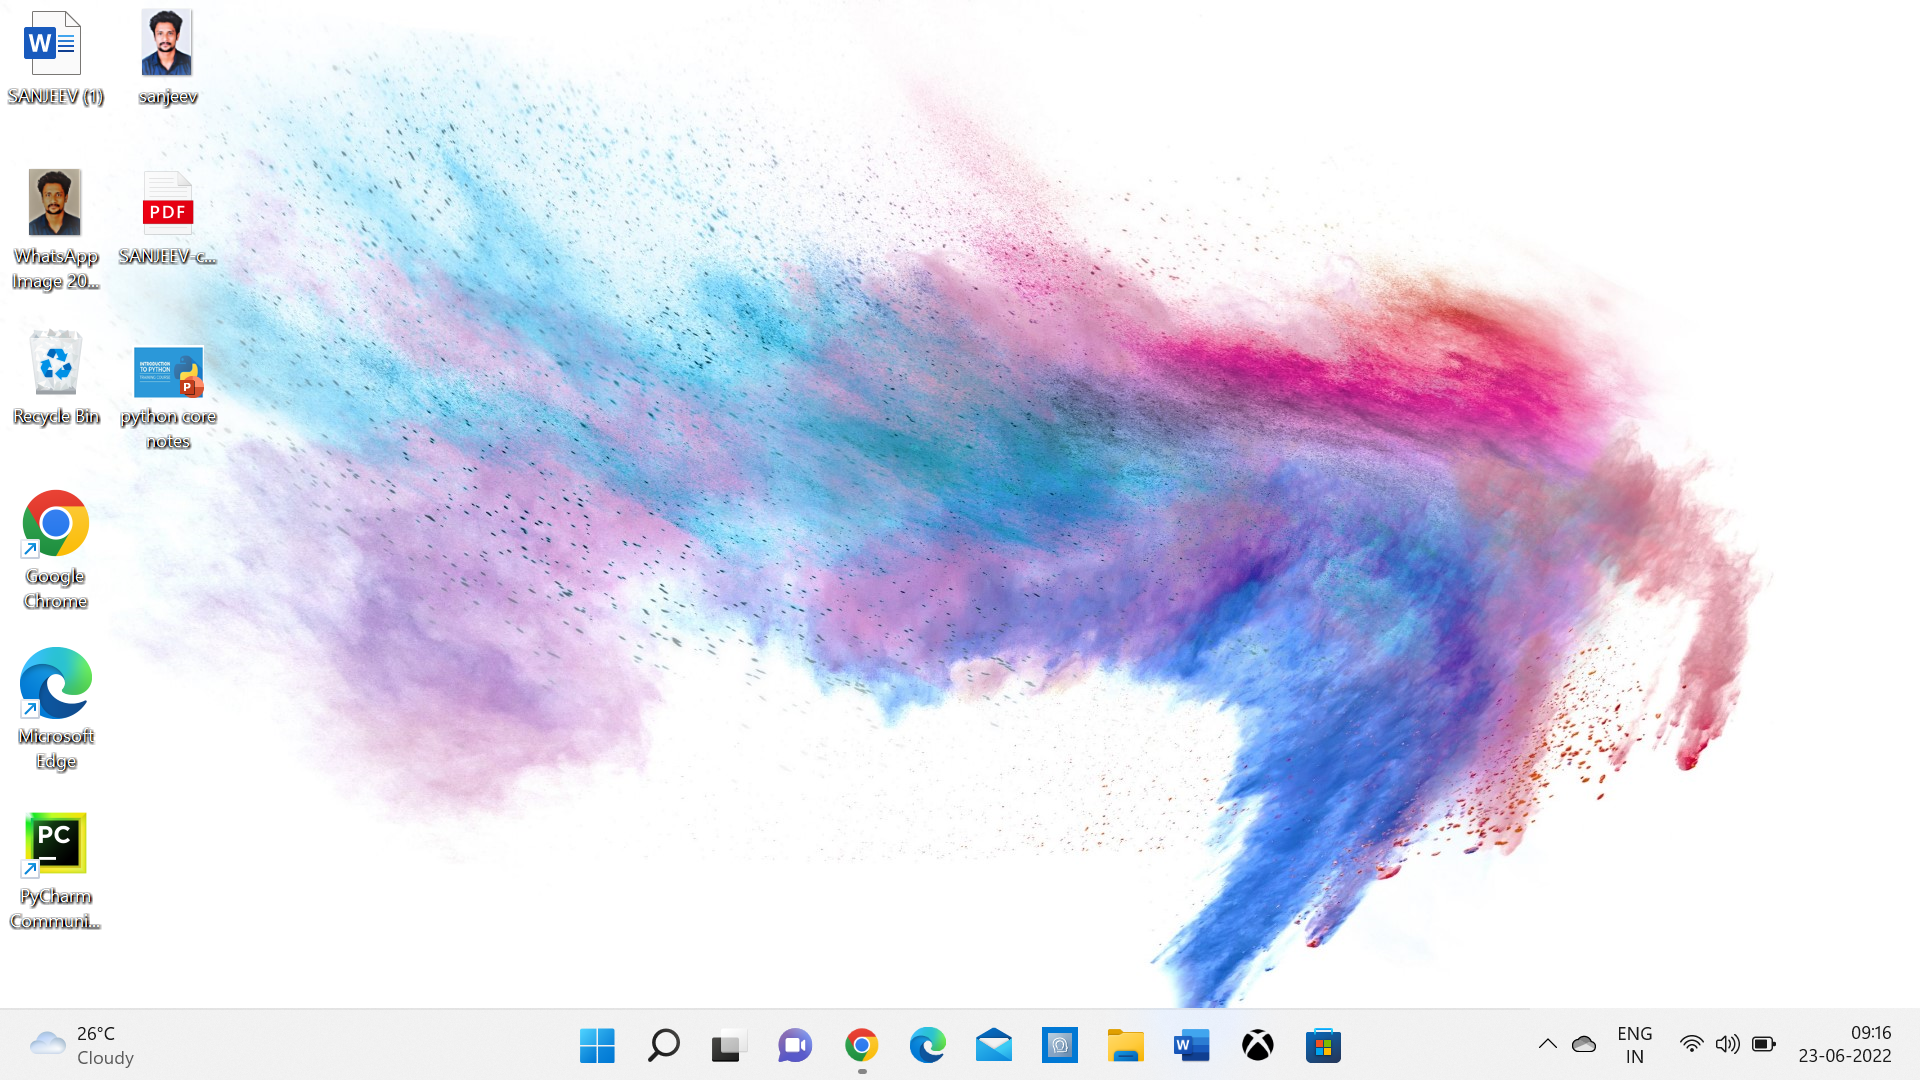 SANJEEV (1)
sanjeev
WhatsApp
Image 20...
PDF
SANJEEV-c...
Recycle Bin
INTRODUCTION
TO PYTHON
P
python core
notes
Google
Chrome
Microsoft
Edge
PC
PyCharm
Communi...
26°C
Cloudy
W
ENG
IN
09:16
23-06-2022